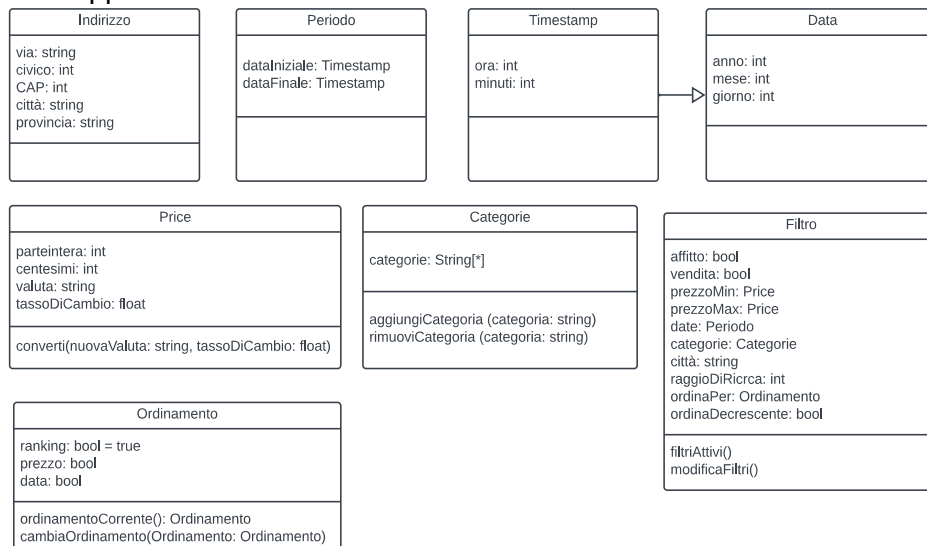 Indirizzo
via: string
civico: int
CAP: int
città: string
provincia: string
Periodo
dataIniziale: Timestamp
dataFinale: Timestamp
Timestamp
ora: int
minuti: int
Data
anno: int
mese: int
giorno: int
Price
parteintera: int
centesimi: int
valuta: string
tassoDiCambio: float
converti(nuovaValuta: string, tassoDiCambio: float)
Categorie
categorie: String[*]
aggiungiCategoria (categoria: string)
rimuoviCategoria (categoria: string)
Filtro
affitto: bool
vendita: bool
prezzoMin: Price
prezzoMax: Price
date: Periodo
categorie: Categorie
città: string
raggioDiRicrca: int
ordinaPer: Ordinamento
ordinaDecrescente: bool
filtriAttivi()
modificaFiltri()
Ordinamento
ranking: bool = true
prezzo: bool
data: bool
ordinamentoCorrente(): Ordinamento
cambiaOrdinamento(Ordinamento: Ordinamento)